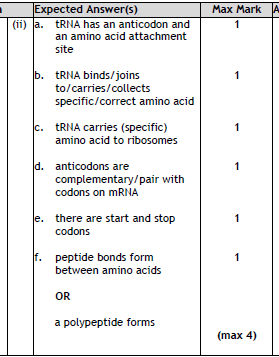 Expected Answer(s) Max Mark
(ii) a. tRNA has an anticodon and 1
an amino acid attachment
site
b. tRNA binds/joins 1
to/carries/collects
specific/correct amino acid
c. tRNA carries (specific) 1
amino acid to ribosomes
d. anticodons are 1
complementary/pair with
codons on mRNA
e. there are start and stop 1
codons
f. peptide bonds form 1
between amino acids
OR
a polypeptide forms
(max 4)